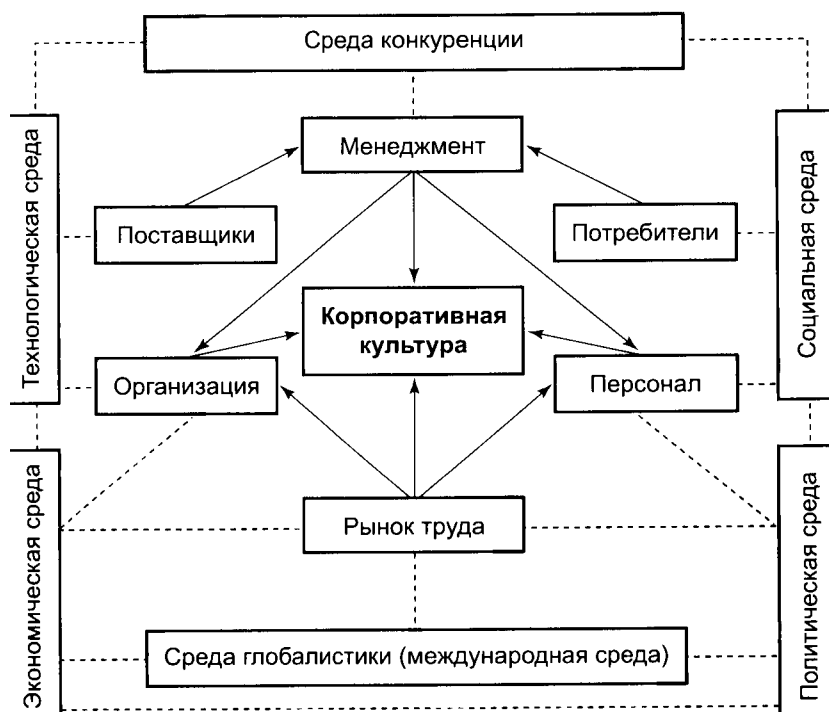 Среда конкуренции
Технологическая среда
Менеджмент
Социальная среда
Поставщики
Потребители
Корпоративная
культура
Организация
Персонал
Экономическая среда
Рынок труда
Политическая среда
Среда глобалистики (международная среда)